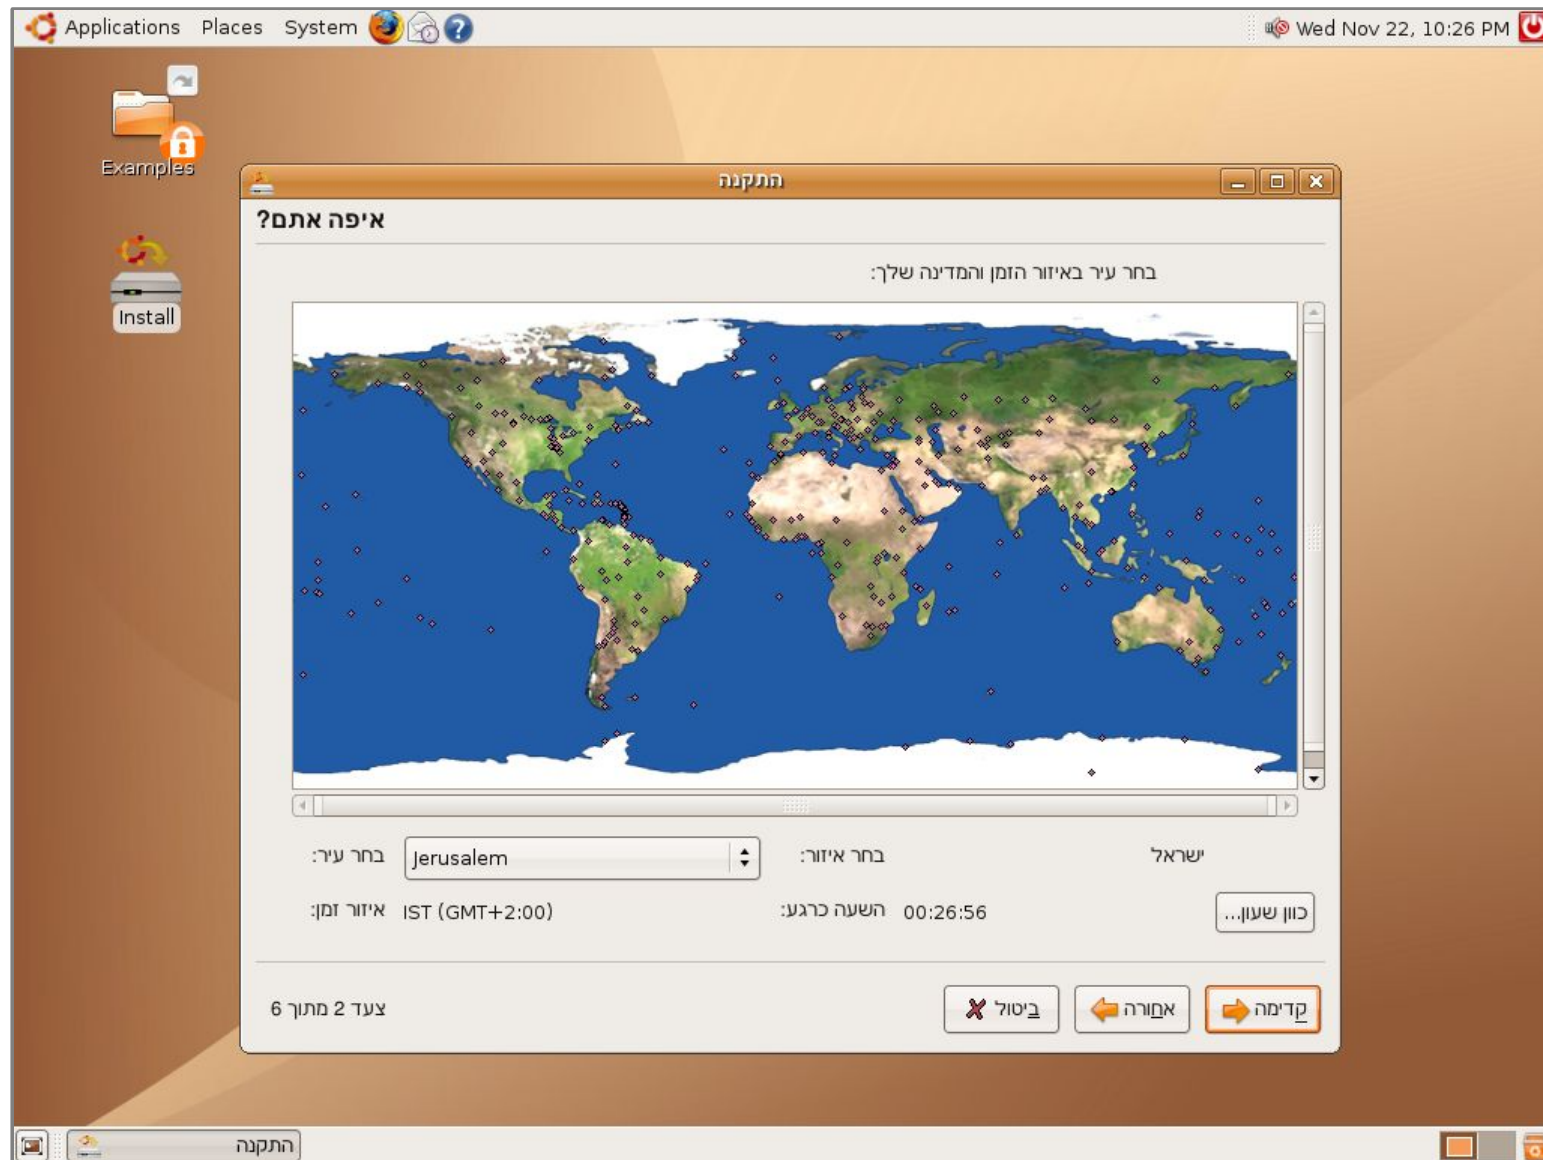 Applications Places System Wed Nov 22, 10:26 PM
Examples
Install
התקנה
איפה אתם?
בחר עיר באיזור הזמן והמדינה שלך:
בחר עיר: Jerusalem בחר איזור: ישראל
איזור זמן: IST (GMT+2:00) השעה כרגע: 00:26:56 כוון שעון...
צעד 2 מתוך 6 ביטול אחורה קדימה
התקנה